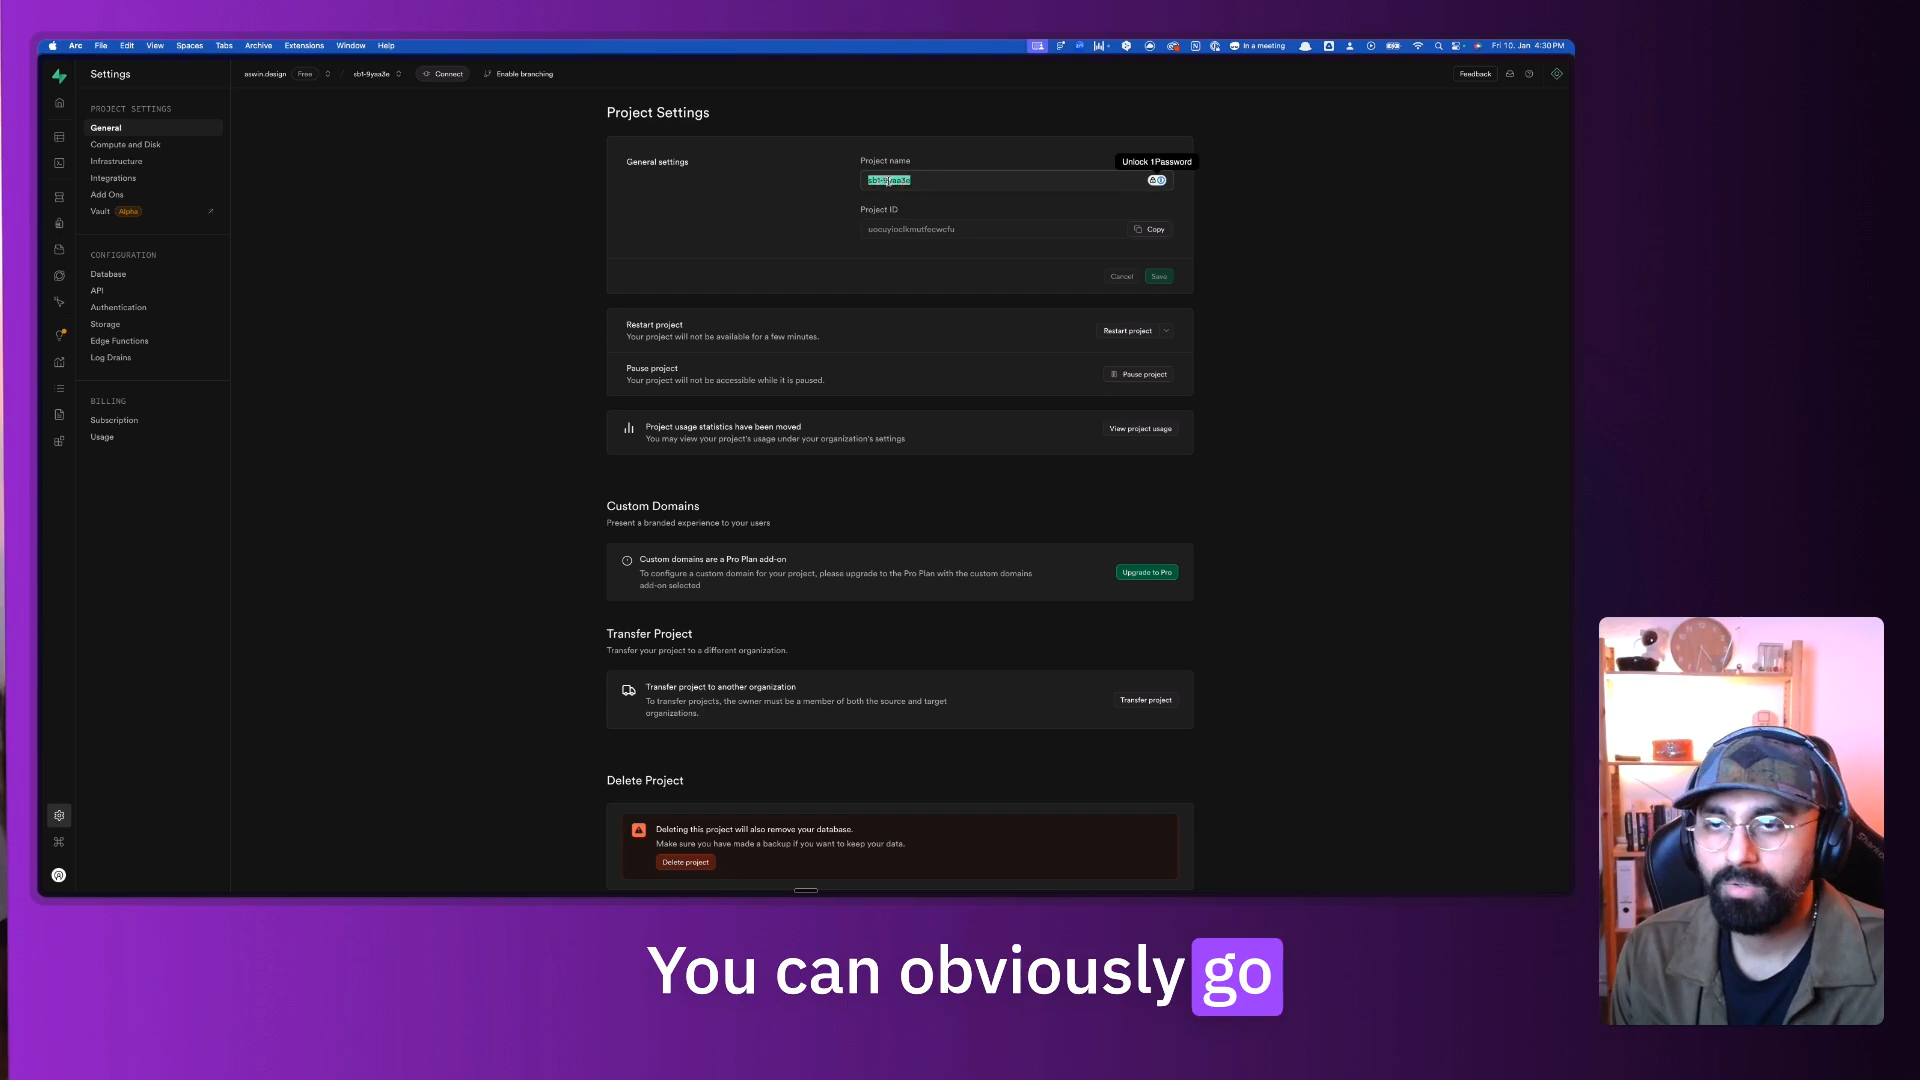 Arc File Edit View Spaces Tabs Archive Extensions Window Help
In a meeting
Fri 10. Jan 4:30 PM
Settings
aswin.design Free / sb1-9yaa3e Connect Enable branching
Feedback
PROJECT SETTINGS
General
Compute and Disk
Infrastructure
Integrations
Add Ons
Vault Alpha
CONFIGURATION
Database
API
Authentication
Storage
Edge Functions
Log Drains
BILLING
Subscription
Usage
Project Settings
General settings
Project name
Unlock 1Password
sb1-9yaa3e
Project ID
uocuyioclkmutfecwcfu
Copy
Cancel Save
Restart project
Your project will not be available for a few minutes.
Restart project
Pause project
Your project will not be accessible while it is paused.
Pause project
Project usage statistics have been moved
You may view your project's usage under your organization's settings
View project usage
Custom Domains
Present a branded experience to your users
Custom domains are a Pro Plan add-on
To configure a custom domain for your project, please upgrade to the Pro Plan with the custom domains
add-on selected
Upgrade to Pro
Transfer Project
Transfer your project to a different organization.
Transfer project to another organization
To transfer projects, the owner must be a member of both the source and target
organizations.
Transfer project
Delete Project
Deleting this project will also remove your database.
Make sure you have made a backup if you want to keep your data.
Delete project
You can obviously go